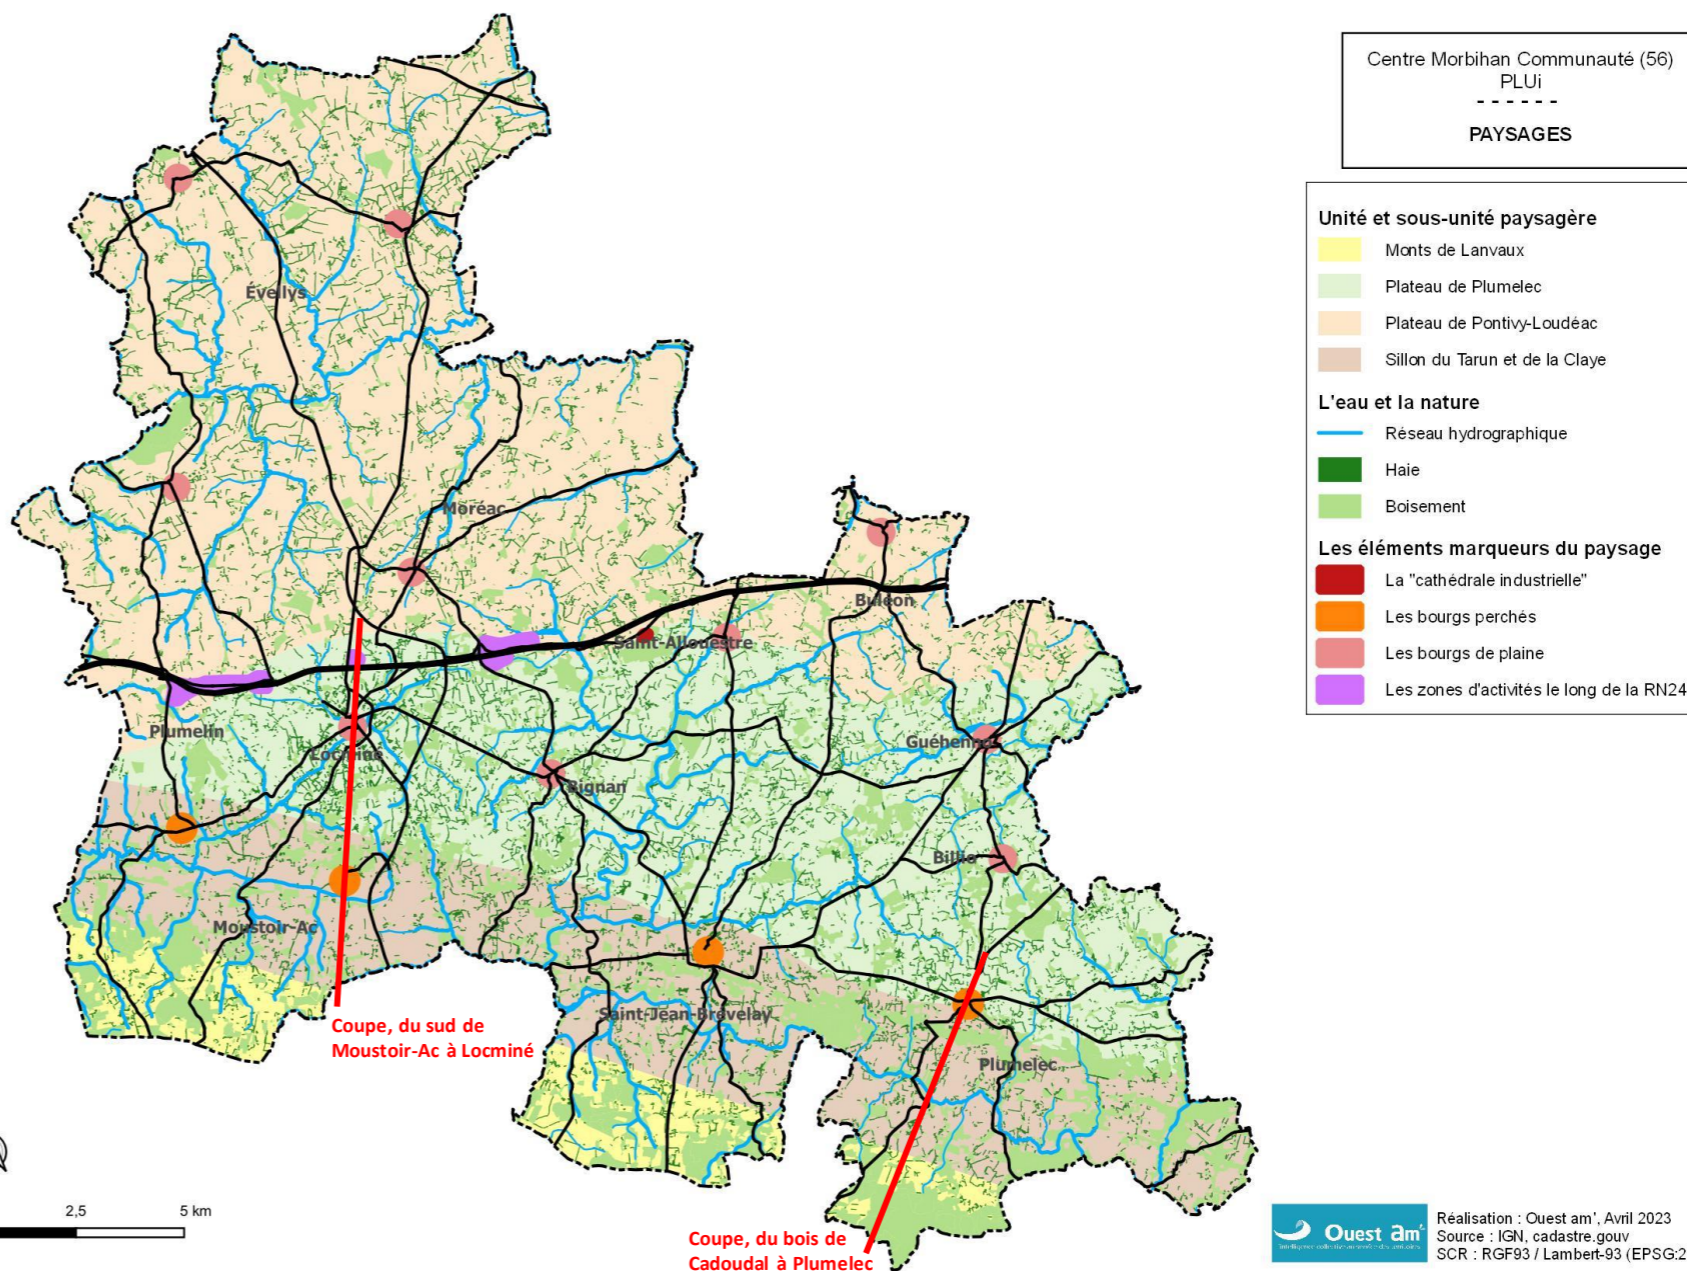 Centre Morbihan Communauté (56)
PLUi
- - - - - -
PAYSAGES
Unité et sous-unité paysagère
Monts de Lanvaux
Plateau de Plumelec
Plateau de Pontivy-Loudéac
Sillon du Tarun et de la Claye
L'eau et la nature
Réseau hydrographique
Haie
Boisement
Les éléments marqueurs du paysage
La "cathédrale industrielle"
Les bourgs perchés
Les bourgs de plaine
Les zones d'activités le long de la RN24
Évellys
Moréac
Buléon
Saint-Allouestre
Plumelin
Locminé
Guéhenno
Bignan
Billio
Moustoir-Ac
Saint-Jean-Brévelay
Plumelec
Coupe, du sud de
Moustoir-Ac à Locminé
Coupe, du bois de
Cadoudal à Plumelec
2,5
5 km
Ouest am'
Réalisation : Ouest am', Avril 2023
Source : IGN, cadastre.gouv
SCR : RGF93 / Lambert-93 (EPSG:2